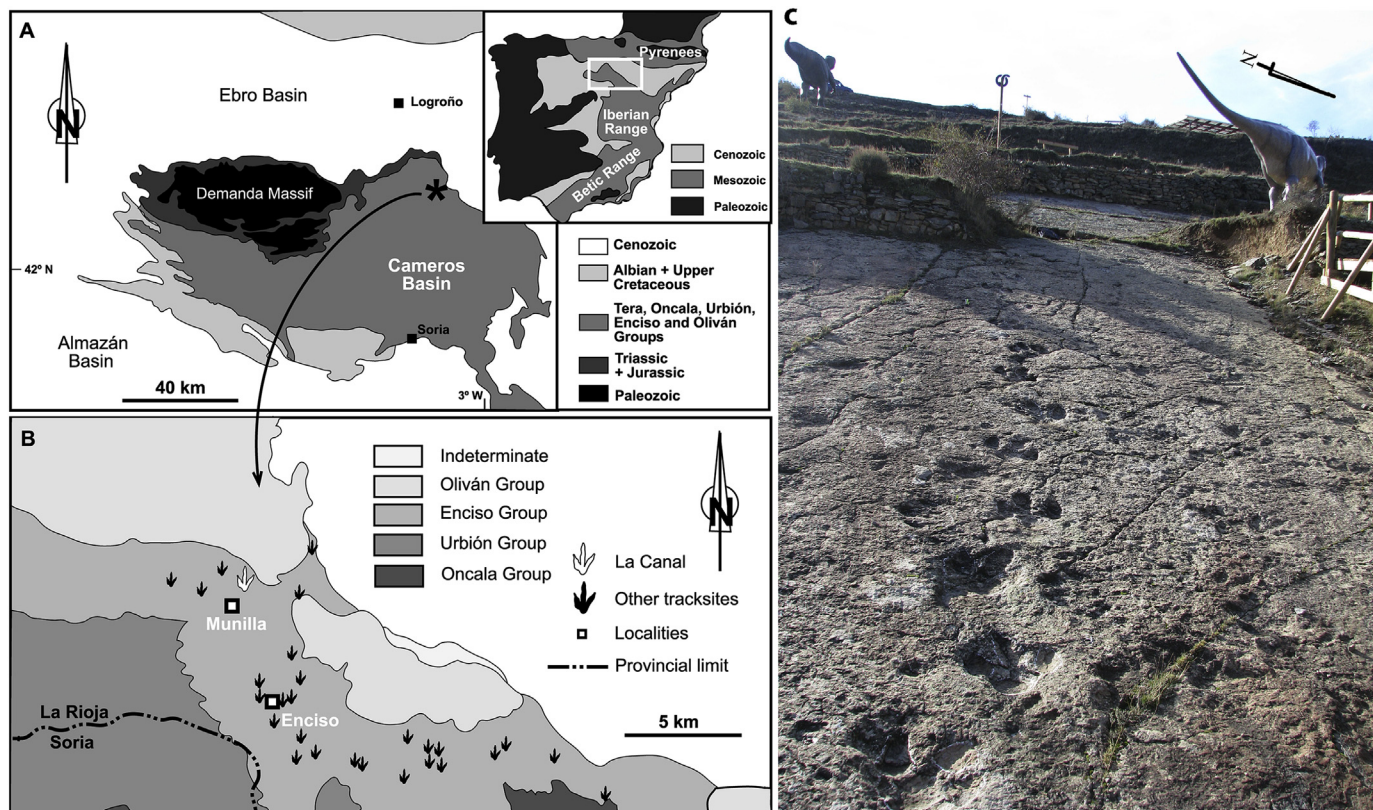 A
N
Ebro Basin
Logroño
Demanda Massif
42º N
Cameros
Basin
Almazán
Basin
Soria
40 km
3º W
Pyrenees
Iberian
Range
Betic Range
Cenozoic
Mesozoic
Paleozoic
Cenozoic
Albian + Upper
Cretaceous
Tera, Oncala, Urbión,
Enciso and Oliván
Groups
Triassic
+ Jurassic
Paleozoic
B
Indeterminate
Oliván Group
Enciso Group
Urbión Group
Oncala Group
N
La Canal
Other tracksites
Localities
Provincial limit
Munilla
Enciso
La Rioja
Soria
5 km
C
N